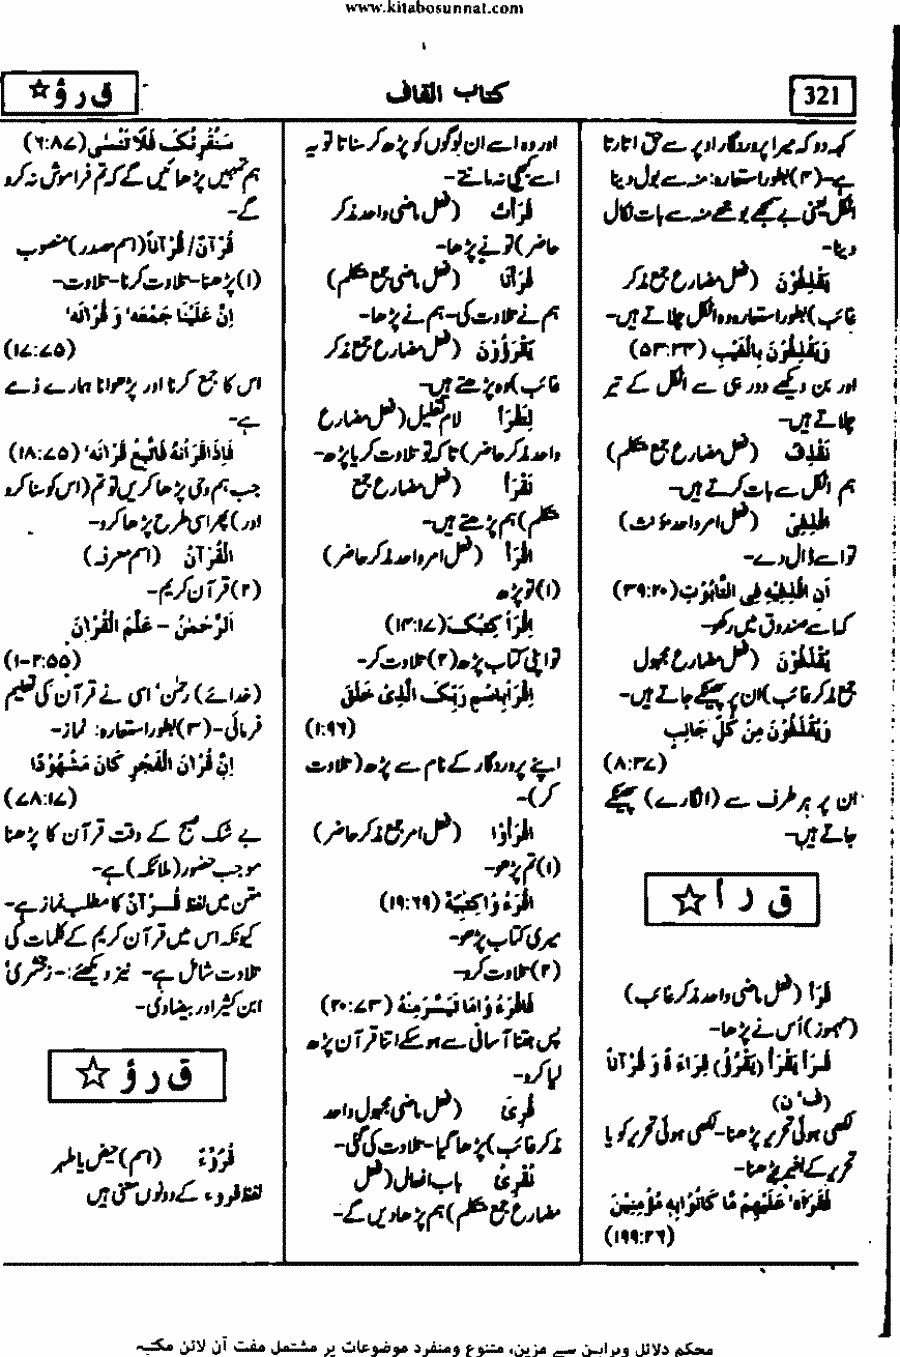 www.kitabosunnat.com
321
کتاب القاف
ق ر ؤ ☆
کہہ دو کہ میرا پروردگار اوپر سے حق اتارتا
ہے-(۳)بطور استعارہ: منہ سے بول دینا
اٹکل یعنی بے سمجھے بوجھے منہ سے بات نکال
دینا-
يَقْذِفُوْنَ (فعل مضارع جمع مذکر
غائب)بطور استعارہ وہ اٹکل چلاتے ہیں-
وَيَقْذِفُوْنَ بِالْغَيْبِ (۵۳:۳۴)
اور بن دیکھے دور ہی سے اٹکل کے تیر
چلاتے ہیں-
نَقْذِفُ (فعل مضارع جمع متکلم)
ہم اٹکل سے بات کرتے ہیں-
اقْذِفِيْ (فعل امر واحد مؤنث)
تو اسے ڈال دے-
اَنِ اقْذِفِيْهِ فِي التَّابُوْتِ(۳۹:۲۰)
کہ اسے صندوق میں رکھو-
يُقْذَفُوْنَ (فعل مضارع مجہول
جمع مذکر غائب)ان پر پھینکے جاتے ہیں-
وَيُقْذَفُوْنَ مِنْ كُلِّ جَانِبٍ
(۸:۳۷)
ان پر ہر طرف سے (انگارے) پھینکے
جاتے ہیں-
ق ر أ ☆
قَرَأَ (فعل ماضی واحد مذکر غائب)
(مہموز)اُس نے پڑھا-
قَرَأَ يَقْرَأُ (يَقْرُؤُ) قِرَاءَةً وَ قُرْآناً
(ف' ن)
لکھی ہوئی تحریر پڑھنا-لکھی ہوئی تحریر کو یا
تحریر کے بغیر پڑھنا-
فَقَرَاَهٗ عَلَيْهِمْ مَّا كَانُوْا بِهٖ مُؤْمِنِيْنَ
(۱۹۹:۲۶)
اور وہ اسے ان لوگوں کو پڑھ کر سناتا تو یہ
اسے کبھی نہ مانتے-
قَرَأْتَ (فعل ماضی واحد مذکر
حاضر)تو نے پڑھا-
قَرَأْنَا (فعل ماضی جمع متکلم)
ہم نے تلاوت کی-ہم نے پڑھا-
يَقْرَؤُوْنَ (فعل مضارع جمع مذکر
غائب)وہ پڑھتے ہیں-
لِتَقْرَأَ لام تعلیل(فعل مضارع
واحد مذکر حاضر)تاکہ تو تلاوت کر یا پڑھ-
نَقْرَأُ (فعل مضارع جمع
متکلم)ہم پڑھتے ہیں-
اقْرَأْ (فعل امر واحد مذکر حاضر)
(۱)تو پڑھ
اِقْرَأْ كِتٰبَكَ(۱۴:۱۷)
تو اپنی کتاب پڑھ(۲)تلاوت کر-
اِقْرَأْ بِاسْمِ رَبِّكَ الَّذِيْ خَلَقَ
(۱:۹۶)
اپنے پروردگار کے نام سے پڑھ(تلاوت
کر)-
اقْرَأُوْا (فعل امر جمع مذکر حاضر)
(۱)تم پڑھو-
اقْرَءُوْا كِتٰبِيَهْ (۱۹:۶۹)
میری کتاب پڑھو-
(۲)تلاوت کرو-
فَاقْرَءُوْا مَا تَيَسَّرَ مِنْهُ (۲۰:۷۳)
پس جتنا آسانی سے ہو سکے اتنا قرآن پڑھ
لیا کرو-
قُرِئَ (فعل ماضی مجہول واحد
مذکر غائب)پڑھا گیا-تلاوت کی گئی-
نُقْرِئُ باب افعال(فعل
مضارع جمع متکلم)ہم پڑھا دیں گے-
سَنُقْرِئُكَ فَلَا تَنْسٰى(۶:۸۷)
ہم تمہیں پڑھائیں گے کہ تم فراموش نہ کرو
گے-
قُرْآنٌ/قُرْآناً(اسم مصدر)منصوب
(۱)پڑھنا-تلاوت کرنا-تلاوت-
اِنَّ عَلَيْنَا جَمْعَهٗ وَ قُرْاٰنَهٗ
(۱۷:۷۵)
اس کا جمع کرنا اور پڑھوانا ہمارے ذمے
ہے-
فَاِذَا قَرَاْنٰهُ فَاتَّبِعْ قُرْاٰنَهٗ (۱۸:۷۵)
جب ہم وحی پڑھا کریں تو تم(اس کو سنا کرو
اور)پھر اسی طرح پڑھا کرو-
الْقُرْآنُ (اسم معرفہ)
(۲)قرآن کریم-
اَلرَّحْمٰنُ - عَلَّمَ الْقُرْاٰنَ
(۱-۲:۵۵)
(خدائے) رحمٰن' اسی نے قرآن کی تعلیم
فرمائی-(۳)بطور استعارہ: نماز-
اِنَّ قُرْاٰنَ الْفَجْرِ كَانَ مَشْهُوْدًا
(۷۸:۱۷)
بے شک صبح کے وقت قرآن کا پڑھنا
موجب حضور(ملائکہ)ہے-
متن میں لفظ قُرْآنَ کا مطلب نماز ہے-
کیونکہ اس میں قرآن کریم کے کلمات کی
تلاوت شامل ہے- نیز دیکھئے:-زمخشری'
ابن کثیر اور بیضاوی-
ق ر ؤ ☆
قُرُوْءٌ (اسم)حیض یا طہر
لفظ قروء کے دونوں معنی ہیں
محکم دلائل وبراہین سے مزین، متنوع ومنفرد موضوعات پر مشتمل مفت آن لائن مکتبہ